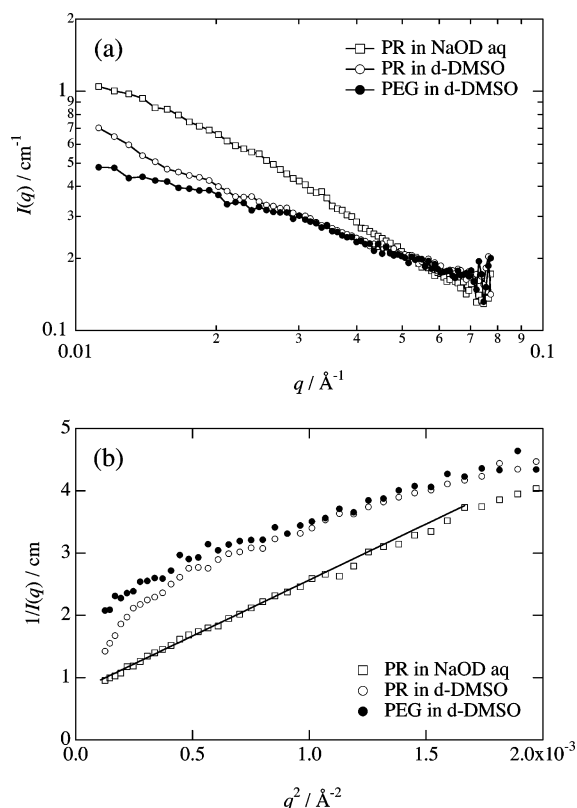 2
(a)
PR in NaOD aq
PR in d-DMSO
PEG in d-DMSO
1
9
8
7
6
5
4
3
2
0.1
I(q) / cm⁻¹
0.01 2 3 4 5 6 7 8 9 0.1
q / Å⁻¹
5
(b)
4
3
2
1
0
1/I(q) / cm
PR in NaOD aq
PR in d-DMSO
PEG in d-DMSO
0.0 0.5 1.0 1.5 2.0x10⁻³
q² / Å⁻²